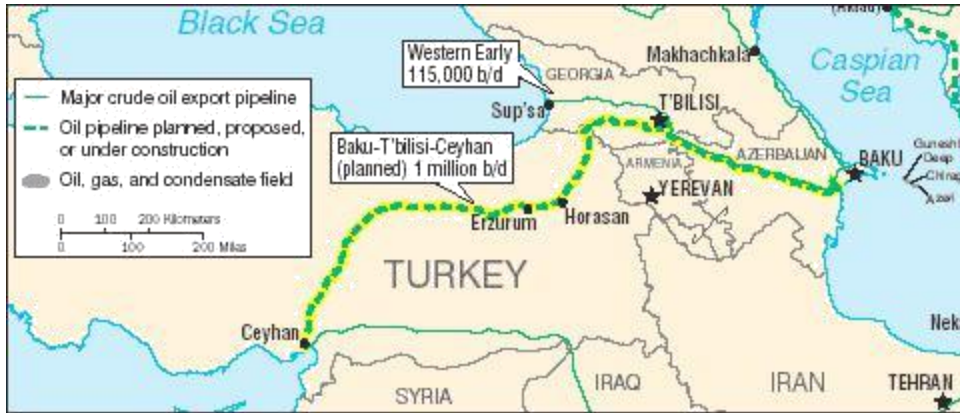 Black Sea
(Aktau)
Western Early
115,000 b/d
Makhachkala
Caspian
Sea
GEORGIA
Major crude oil export pipeline
Sup'sa
T'BILISI
Oil pipeline planned, proposed,
or under construction
Baku-T'bilisi-Ceyhan
(planned) 1 million b/d
ARMENIA
AZERBAIJAN
BAKU
Deep
Chirag
Azeri
Oil, gas, and condensate field
YEREVAN
0 100 200 Kilometers
0 100 200 Miles
Erzurum
Horasan
TURKEY
Ceyhan
SYRIA
IRAQ
IRAN
TEHRAN